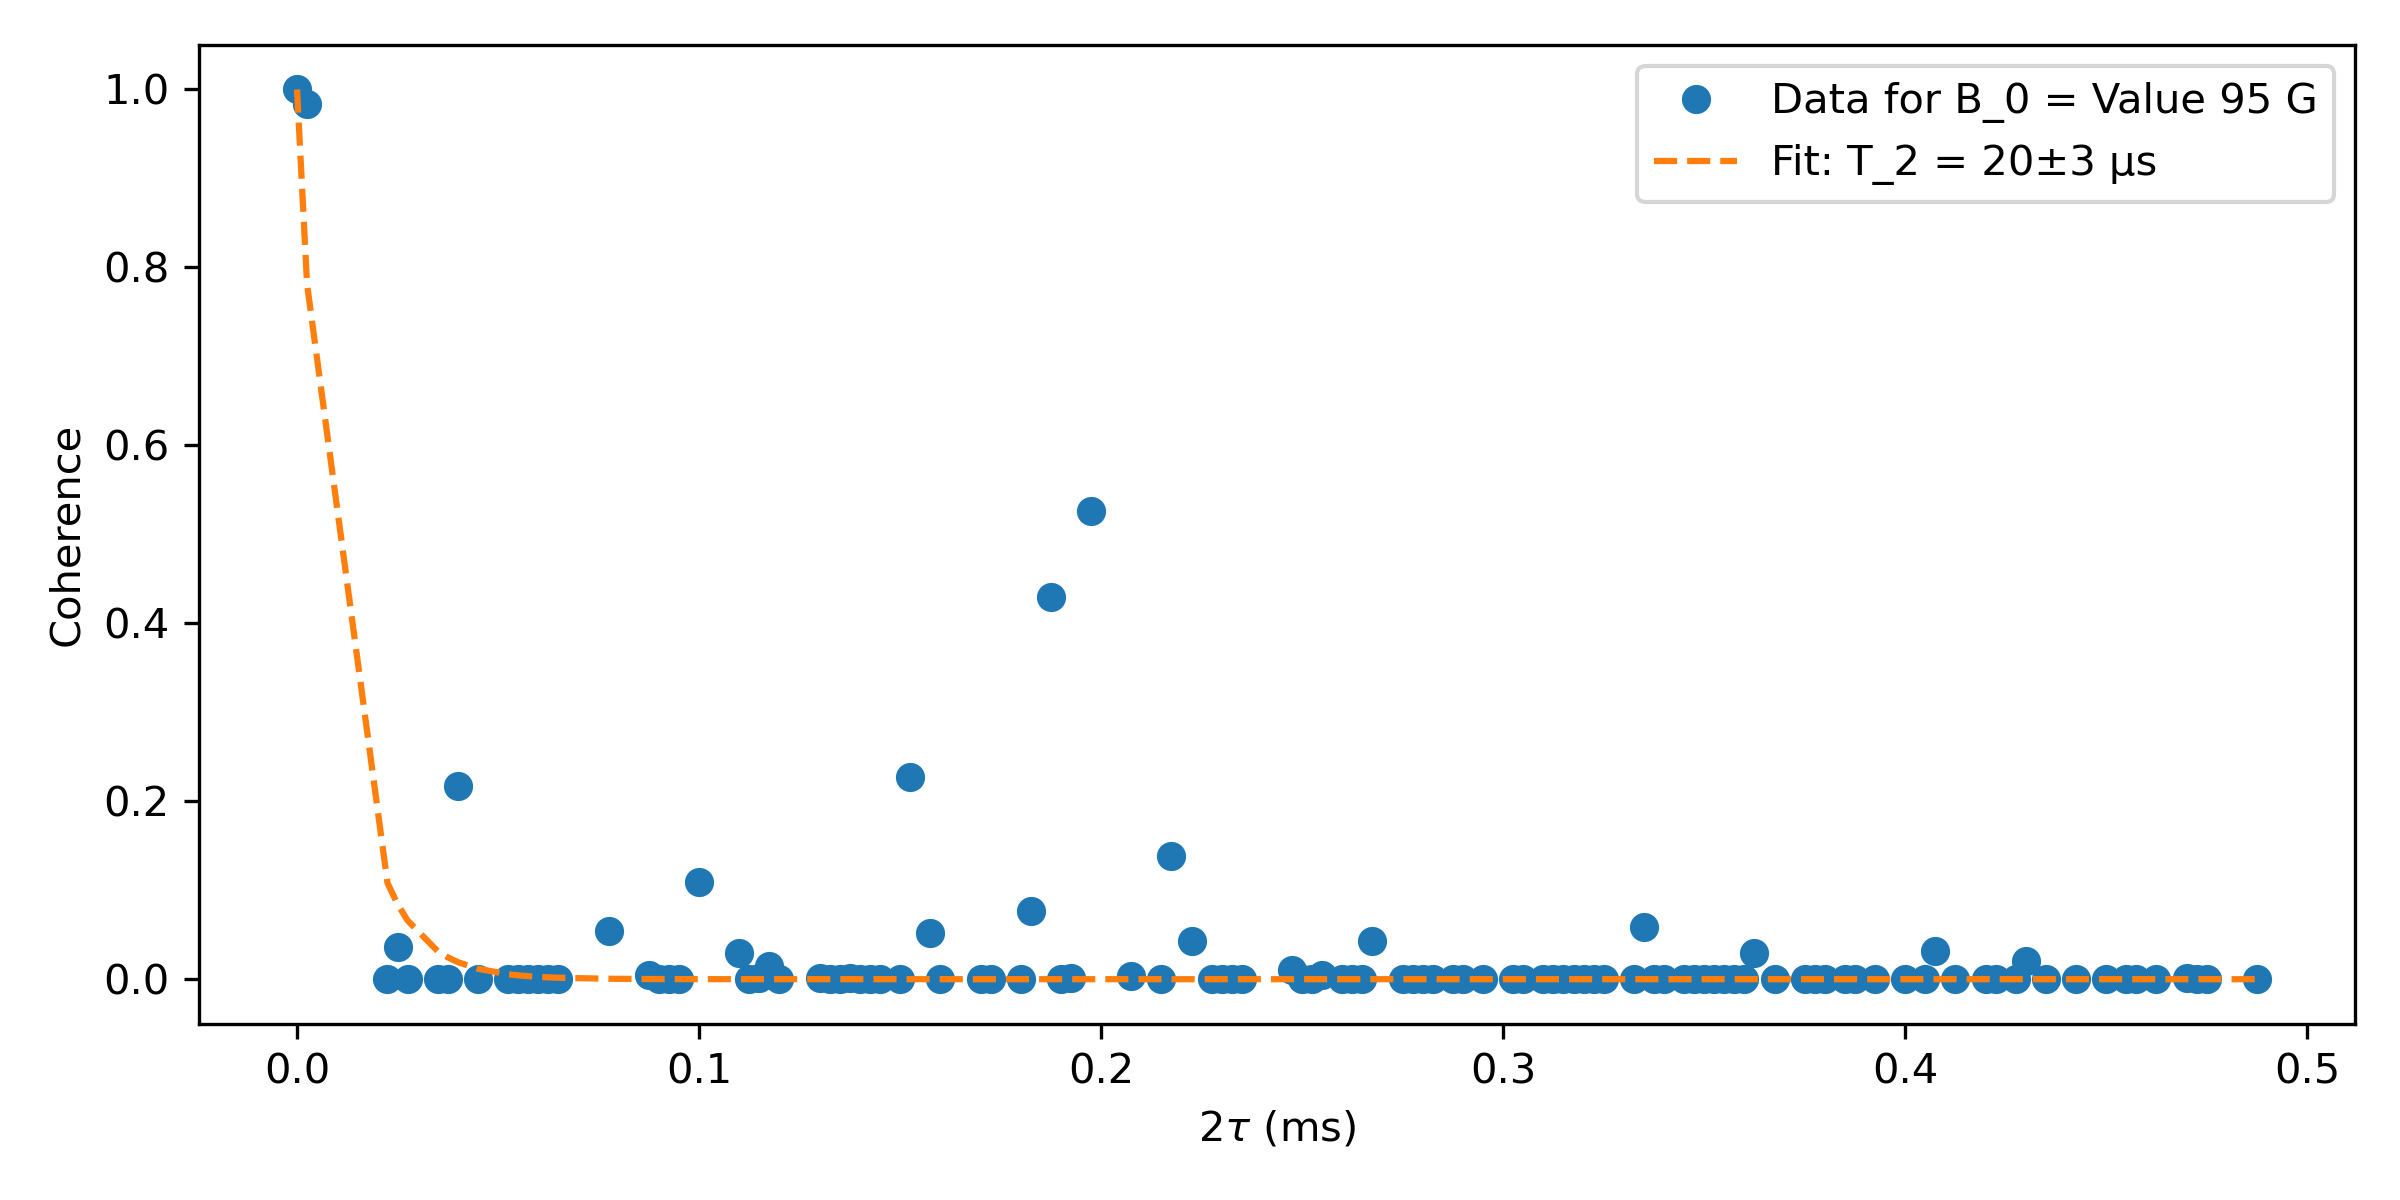 Data for B_0 = Value 95 G
Fit: T_2 = 20±3 μs
Coherence
1.0
0.8
0.6
0.4
0.2
0.0
0.0 0.1 0.2 0.3 0.4 0.5
2τ (ms)